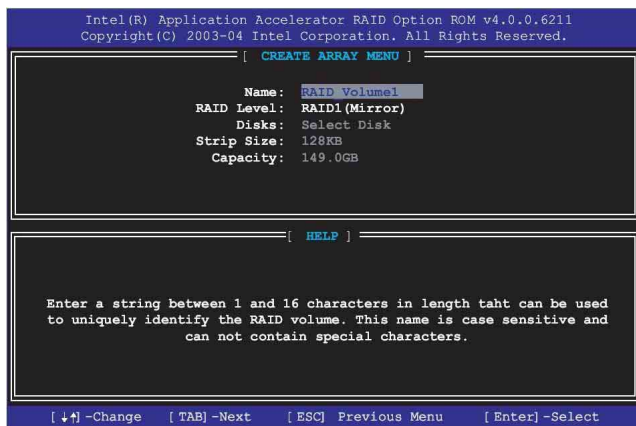 Intel(R) Application Accelerator RAID Option ROM v4.0.0.6211
Copyright(C) 2003-04 Intel Corporation. All Rights Reserved.
[ CREATE ARRAY MENU ]
Name: RAID Volume1
RAID Level: RAID1(Mirror)
Disks: Select Disk
Strip Size: 128KB
Capacity: 149.0GB
[ HELP ]
Enter a string between 1 and 16 characters in length taht can be used
to uniquely identify the RAID volume. This name is case sensitive and
can not contain special characters.
[↓↑]-Change [TAB]-Next [ESC] Previous Menu [Enter]-Select